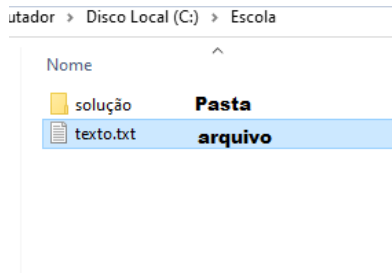 utador > Disco Local (C:) > Escola
Nome
solução Pasta
texto.txt arquivo